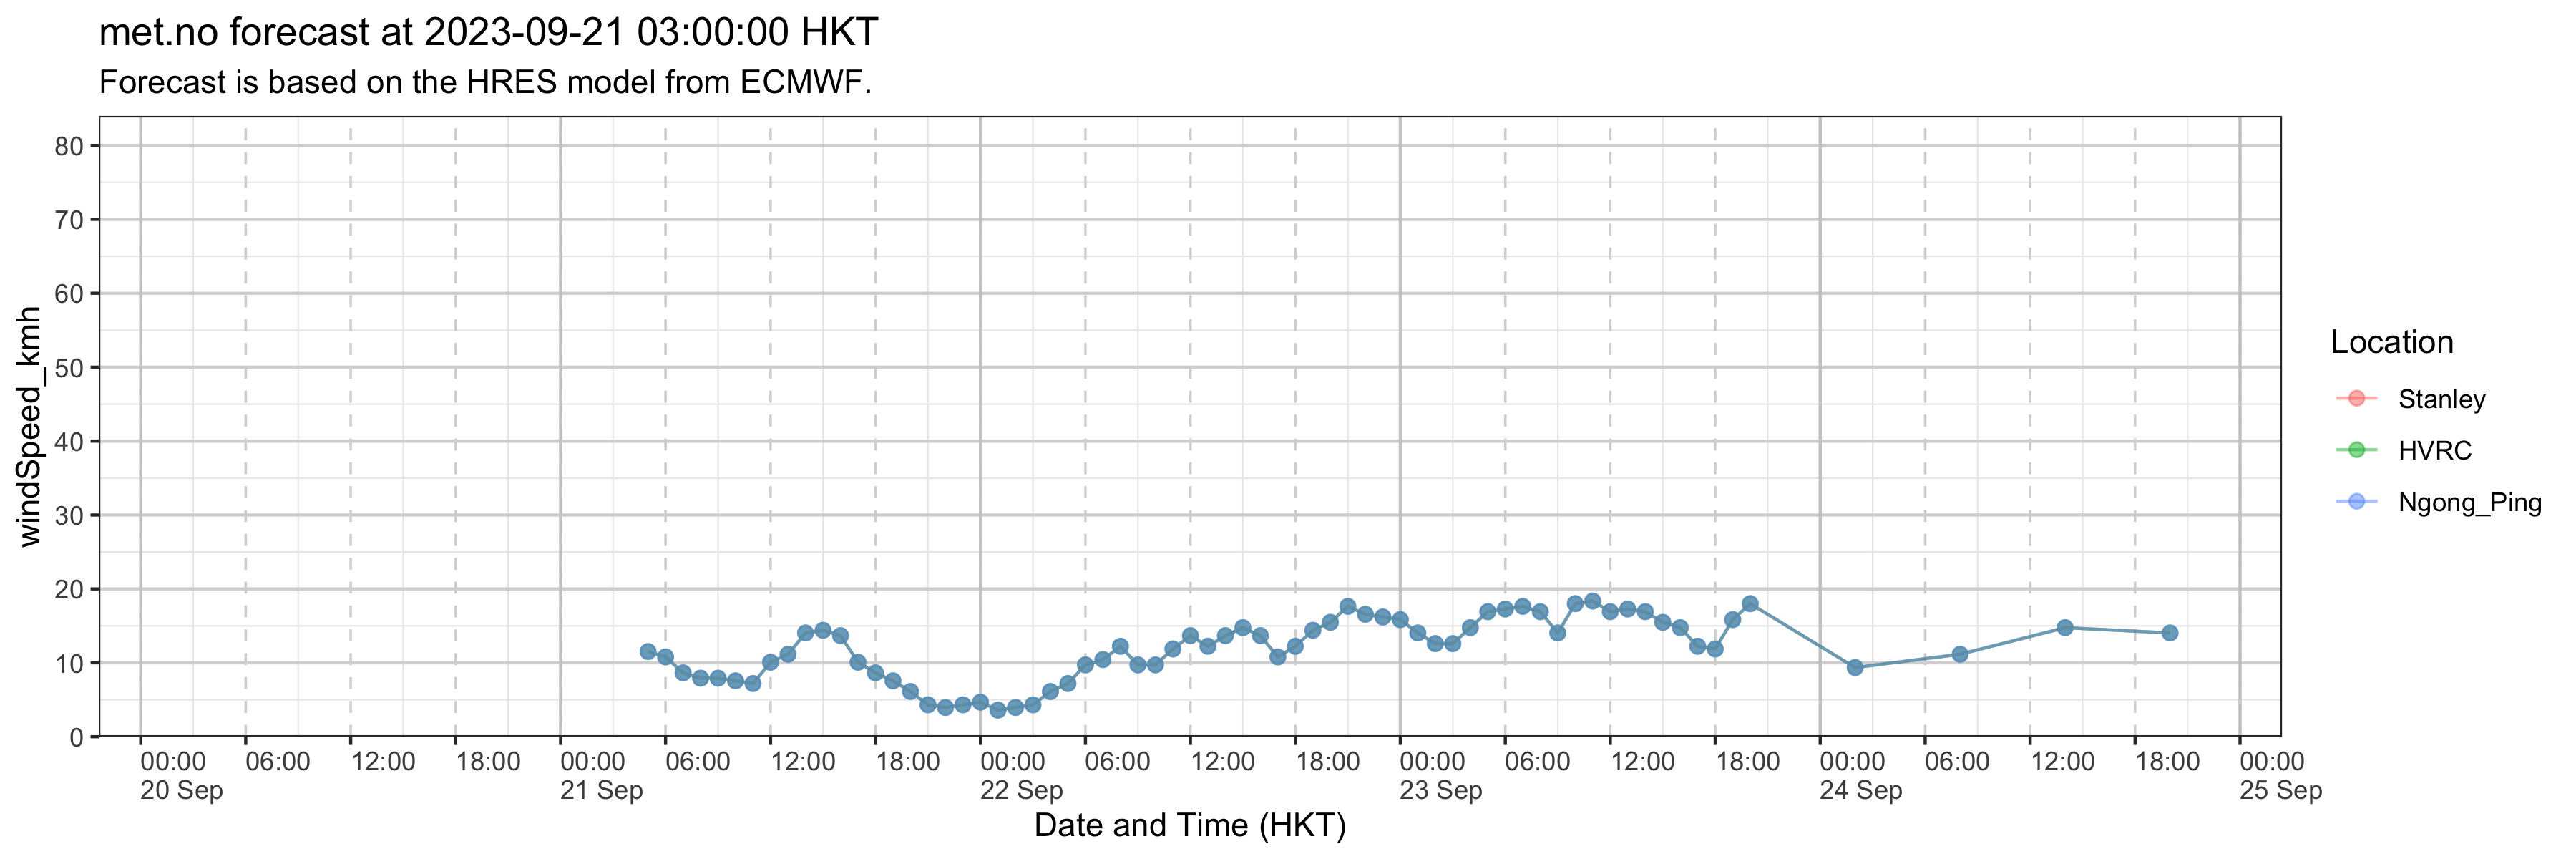 met.no forecast at 2023-09-21 03:00:00 HKT
Forecast is based on the HRES model from ECMWF.
windSpeed_kmh
80
70
60
50
40
30
20
10
0
00:00 06:00 12:00 18:00 00:00 06:00 12:00 18:00 00:00 06:00 12:00 18:00 00:00 06:00 12:00 18:00 00:00 06:00 12:00 18:00 00:00
20 Sep 21 Sep 22 Sep 23 Sep 24 Sep 25 Sep
Date and Time (HKT)
Location
Stanley
HVRC
Ngong_Ping